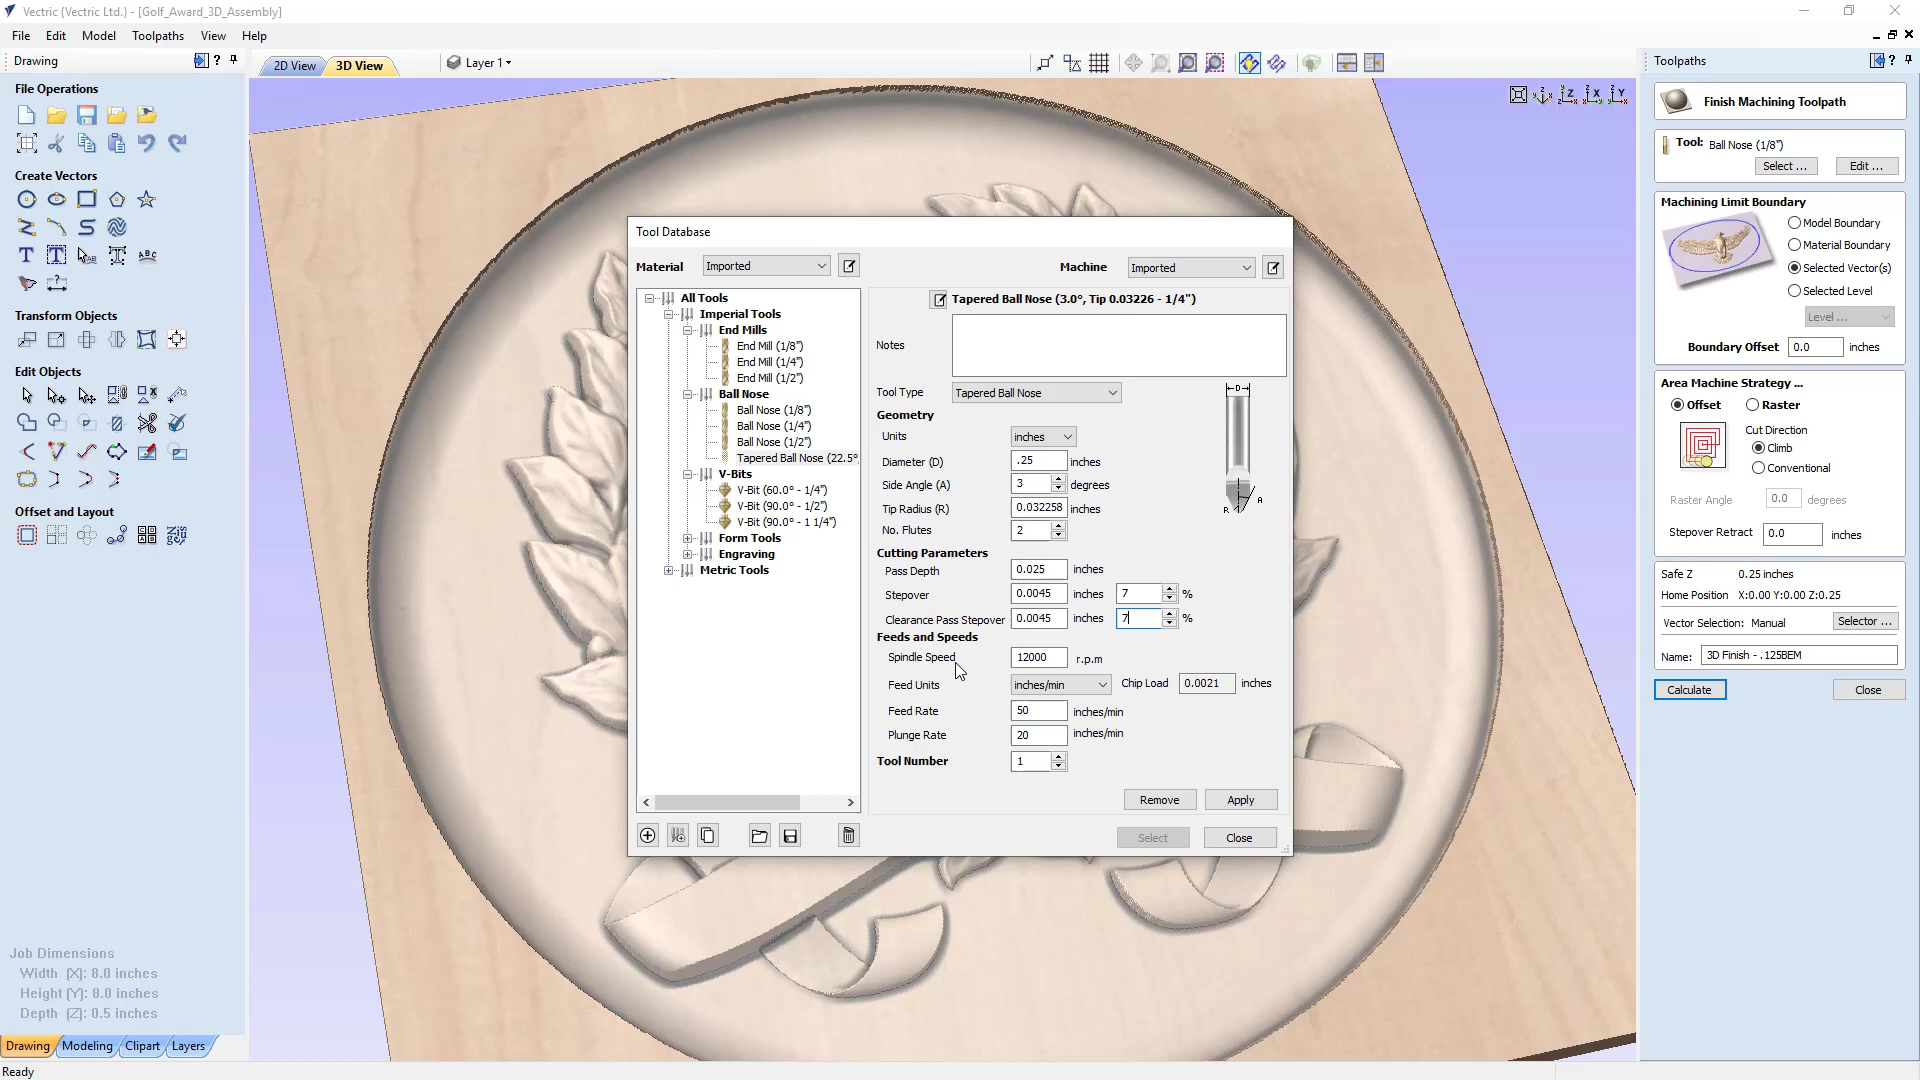 Vectric {Vectric Ltd.} - [Golf_Award_3D_Assembly]
File Edit Model Toolpaths View Help
Drawing
File Operations
Create Vectors
Transform Objects
Edit Objects
Offset and Layout
Job Dimensions
Width (X): 8.0 inches
Height (Y): 8.0 inches
Depth (Z): 0.5 inches
Drawing Modeling Clipart Layers
Ready
2D View 3D View
Layer 1
Tool Database
Material Imported
Machine Imported
All Tools
Imperial Tools
End Mills
End Mill (1/8")
End Mill (1/4")
End Mill (1/2")
Ball Nose
Ball Nose (1/8")
Ball Nose (1/4")
Ball Nose (1/2")
Tapered Ball Nose (22.5°
V-Bits
V-Bit (60.0° - 1/4")
V-Bit (90.0° - 1/2")
V-Bit (90.0° - 1 1/4")
Form Tools
Engraving
Metric Tools
Tapered Ball Nose (3.0°, Tip 0.03226 - 1/4")
Notes
Tool Type Tapered Ball Nose
Geometry
Units inches
Diameter (D) .25 inches
Side Angle (A) 3 degrees
Tip Radius (R) 0.032258 inches
No. Flutes 2
D
A
R
Cutting Parameters
Pass Depth 0.025 inches
Stepover 0.0045 inches 7 %
Clearance Pass Stepover 0.0045 inches 7 %
Feeds and Speeds
Spindle Speed 12000 r.p.m
Feed Units inches/min Chip Load 0.0021 inches
Feed Rate 50 inches/min
Plunge Rate 20 inches/min
Tool Number 1
Remove Apply
Select Close
Toolpaths
Finish Machining Toolpath
Tool: Ball Nose (1/8")
Select ... Edit ...
Machining Limit Boundary
Model Boundary
Material Boundary
Selected Vector(s)
Selected Level
Level ...
Boundary Offset 0.0 inches
Area Machine Strategy ...
Offset Raster
Cut Direction
Climb
Conventional
Raster Angle 0.0 degrees
Stepover Retract 0.0 inches
Safe Z 0.25 inches
Home Position X:0.00 Y:0.00 Z:0.25
Vector Selection: Manual Selector ...
Name: 3D Finish - .125BEM
Calculate Close